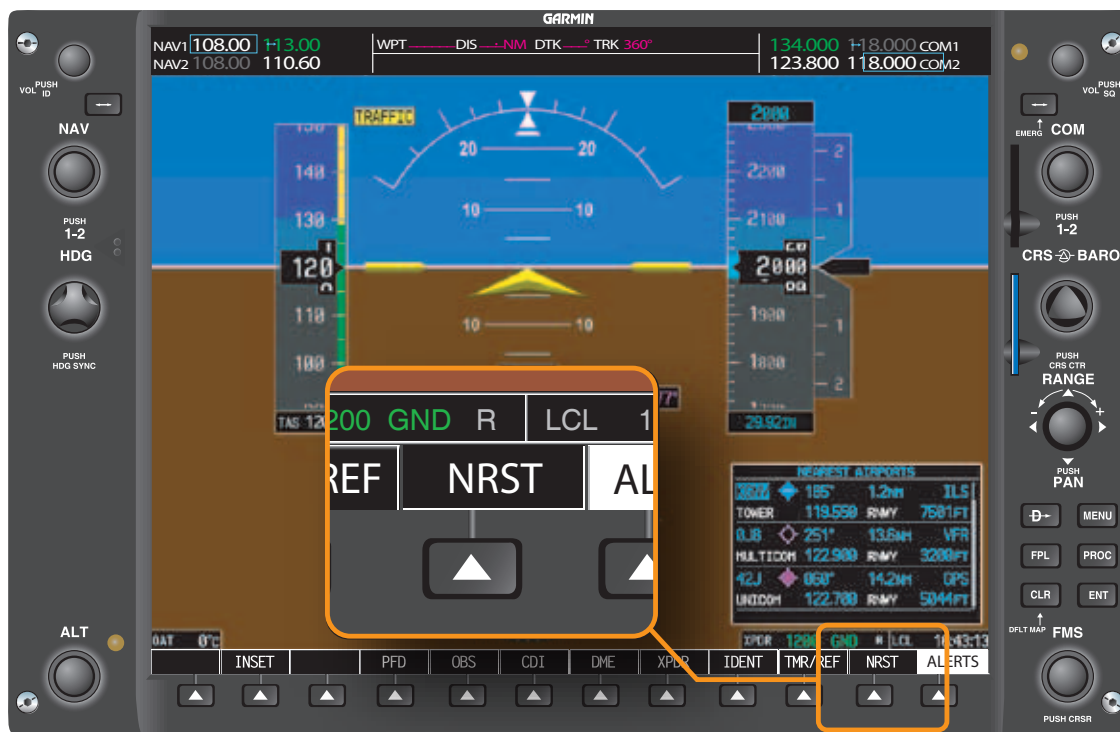 GARMIN
NAV1 108.00 113.00
NAV2 108.00 110.60
WPT DIS NM DTK ° TRK 360°
134.000 118.000 COM1
123.800 118.000 COM2
VOL PUSH ID
NAV
PUSH
1-2
HDG
PUSH
HDG SYNC
ALT
TRAFFIC
20 20
10 10
10 10
140
130
120
110
100
TAS 120
2000
2200
2100
2000
1900
1800
29.92IN
2
1
1
2
200 GND R LCL 1
REF NRST AL
NEAREST AIRPORTS
185° 1.2NM ILS
TOWER 119.550 RNWY 7501FT
0J8 251° 13.6NM VFR
MULTICOM 122.900 RNWY 3200FT
42J 060° 14.2NM GPS
UNICOM 122.700 RNWY 5044FT
OAT 0°C
XPDR 1200 GND R LCL 16:43:13
INSET PFD OBS CDI DME XPDR IDENT TMR/REF NRST ALERTS
VOL PUSH SQ
EMERG COM
PUSH
1-2
CRS BARO
PUSH
CRS CTR
RANGE
- +
PUSH
PAN
D MENU
FPL PROC
CLR ENT
DFLT MAP FMS
PUSH CRSR